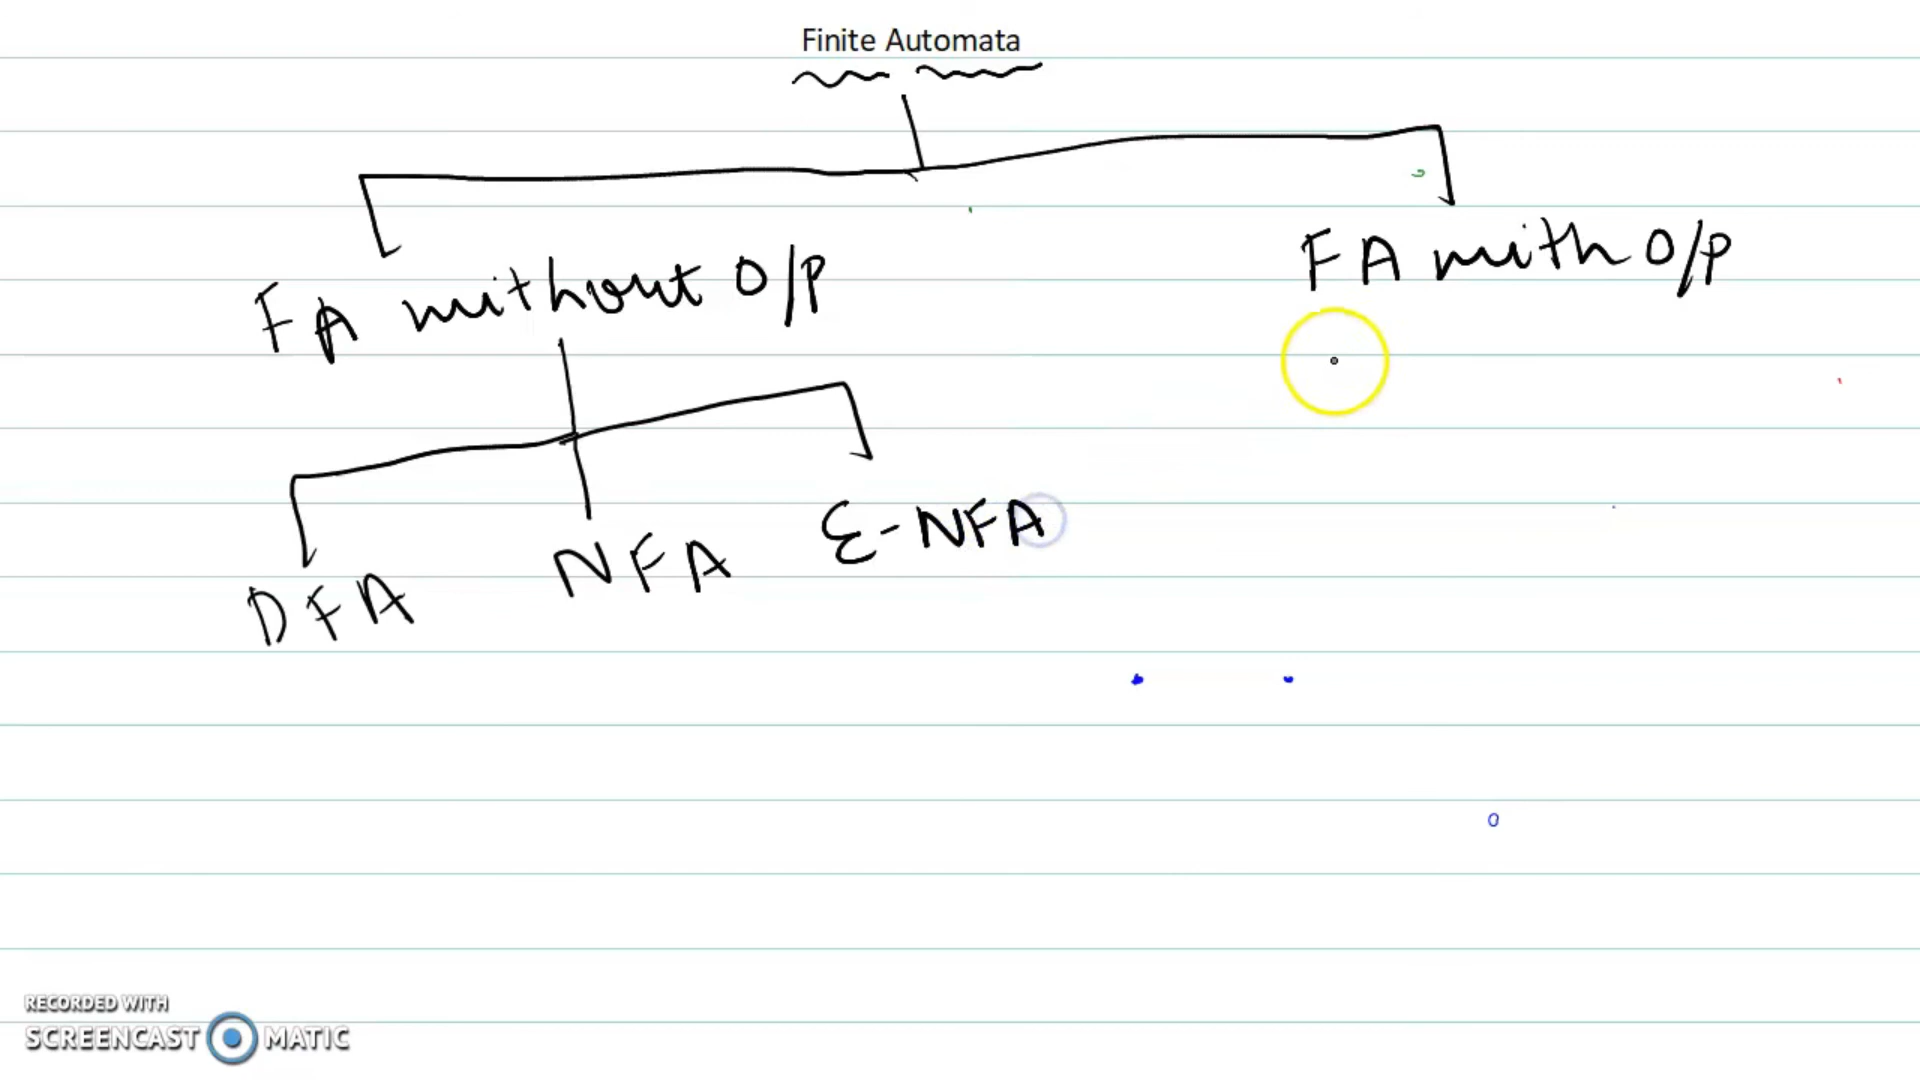 Finite Automata
FA without O/P
FA with O/P
DFA
NFA
ε-NFA
RECORDED WITH
SCREENCAST MATIC